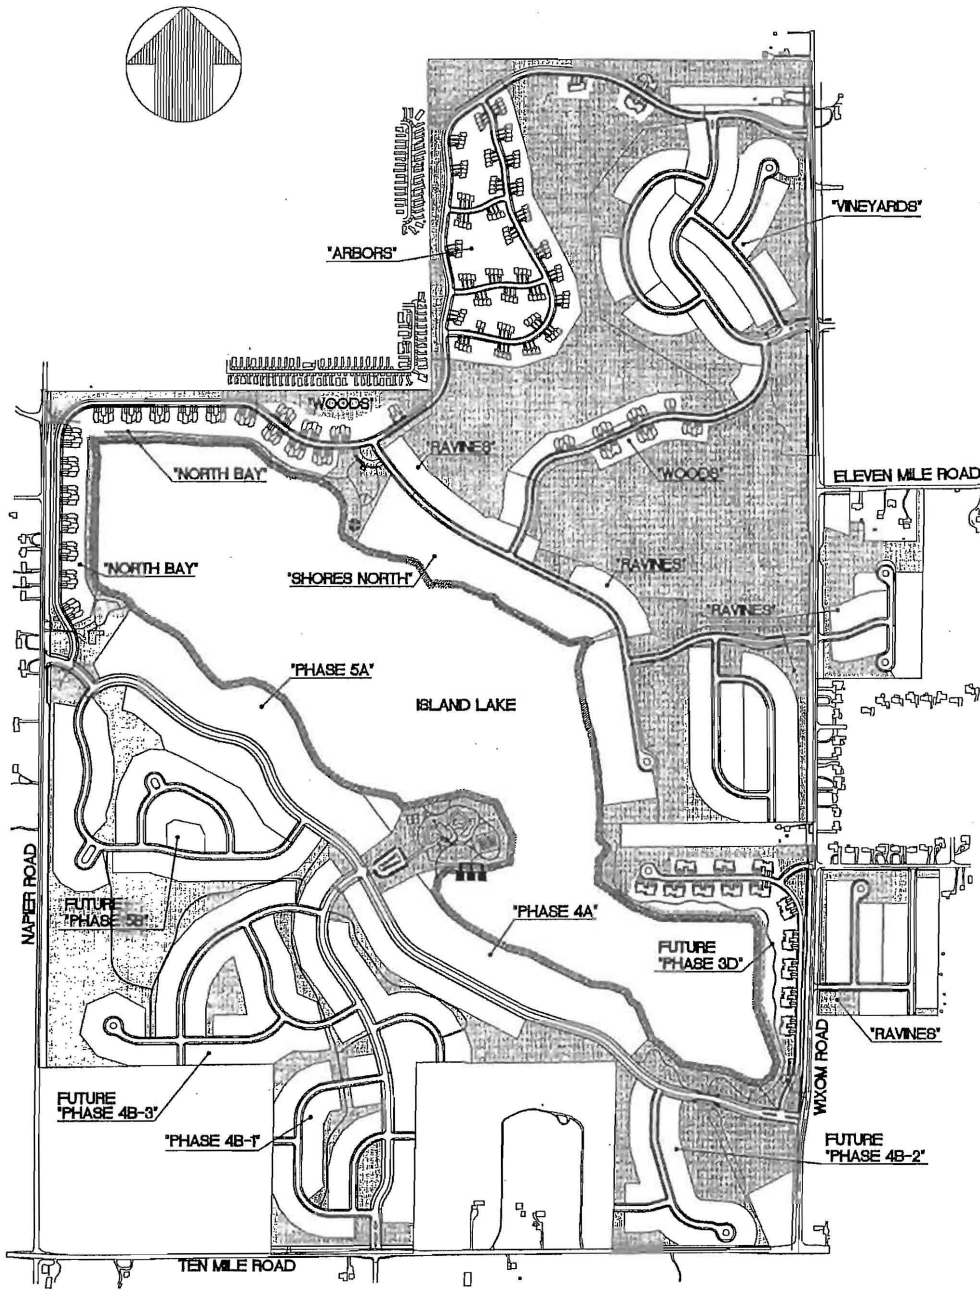 "VINEYARDS"
"ARBORS"
"WOODS"
"RAVINES"
"NORTH BAY"
"WOODS"
ELEVEN MILE ROAD
"NORTH BAY"
"SHORES NORTH"
"RAVINES"
"RAVINES"
"PHASE 5A"
ISLAND LAKE
NAPIER ROAD
FUTURE
"PHASE 5B"
"PHASE 4A"
FUTURE
"PHASE 3D"
"RAVINES"
WIXOM ROAD
FUTURE
"PHASE 4B-3"
"PHASE 4B-1"
FUTURE
"PHASE 4B-2"
TEN MILE ROAD